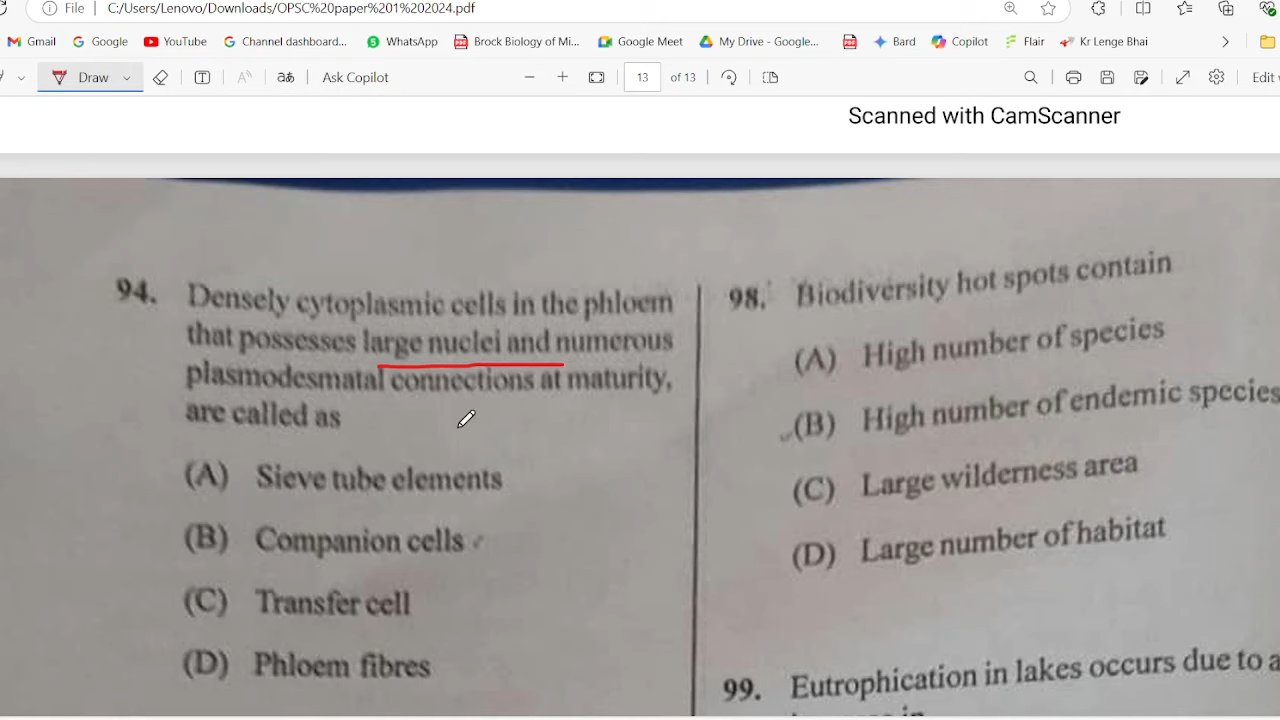 File
C:/Users/Lenovo/Downloads/OPSC%20paper%201%202024.pdf
Gmail
Google
YouTube
Channel dashboard...
WhatsApp
Brock Biology of Mi...
Google Meet
My Drive - Google...
Bard
Copilot
Flair
Kr Lenge Bhai
Draw
Ask Copilot
13
of 13
Edit
Scanned with CamScanner
94. Densely cytoplasmic cells in the phloem
that possesses large nuclei and numerous
plasmodesmatal connections at maturity,
are called as
(A) Sieve tube elements
(B) Companion cells
(C) Transfer cell
(D) Phloem fibres
98. Biodiversity hot spots contain
(A) High number of species
(B) High number of endemic species
(C) Large wilderness area
(D) Large number of habitat
99. Eutrophication in lakes occurs due to a